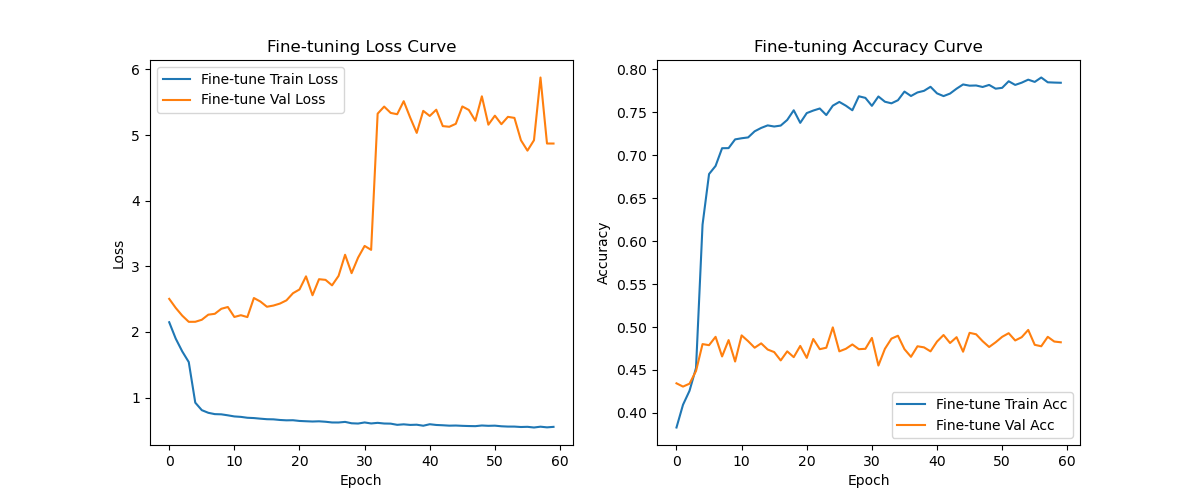 Fine-tuning Loss Curve
Fine-tune Train Loss
Fine-tune Val Loss
6
5
4
3
2
1
Loss
0 10 20 30 40 50 60
Epoch
Fine-tuning Accuracy Curve
0.80
0.75
0.70
0.65
0.60
0.55
0.50
0.45
0.40
Accuracy
Fine-tune Train Acc
Fine-tune Val Acc
0 10 20 30 40 50 60
Epoch